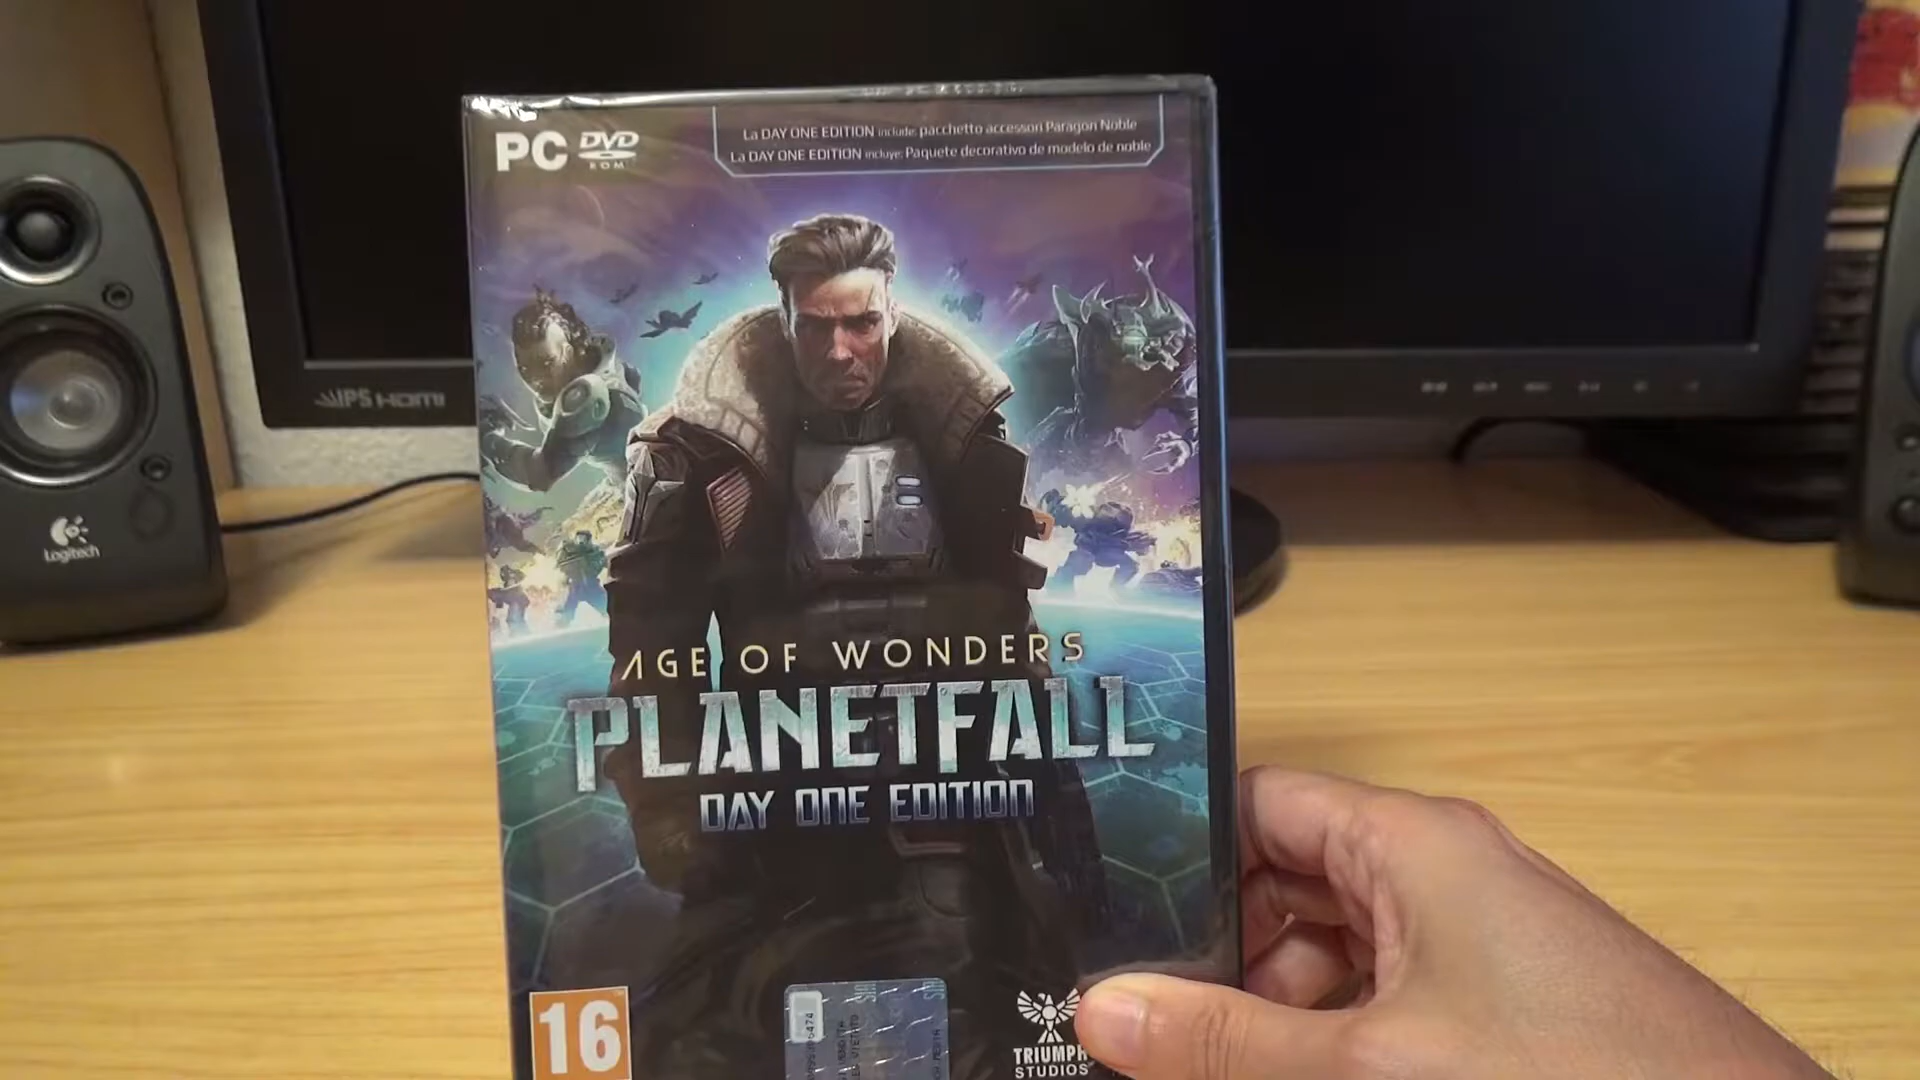 PC DVD
ROM
La DAY ONE EDITION include: pacchetto accessori Paragon Noble
La DAY ONE EDITION incluye: Paquete decorativo de modelo de noble
IPS HDMI
Logitech
AGE OF WONDERS
PLANETFALL
DAY ONE EDITION
16
TRIUMPH
STUDIOS